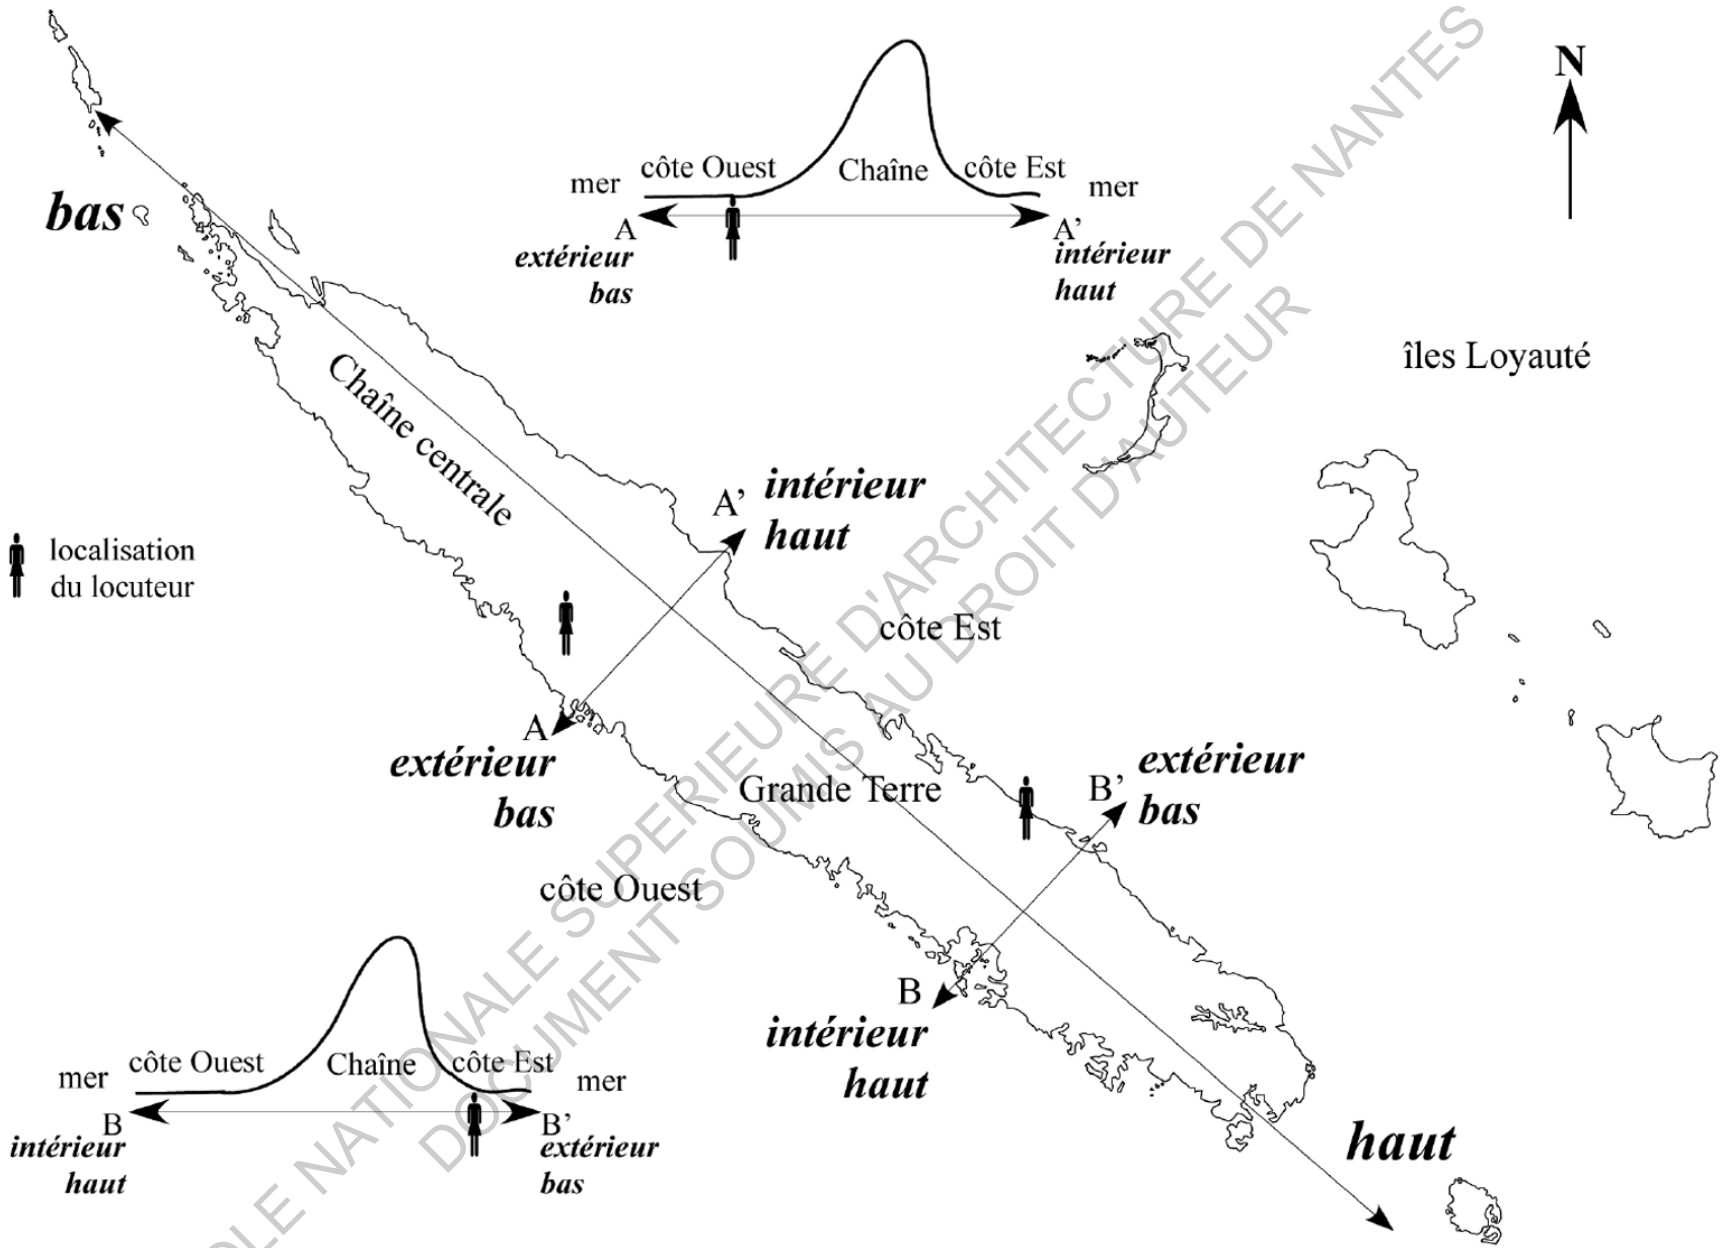 N
côte Ouest
Chaîne
côte Est
mer
mer
A
A'
extérieur
bas
intérieur
haut
bas
îles Loyauté
Chaîne centrale
A'
intérieur
haut
localisation
du locuteur
côte Est
A
extérieur
bas
Grande Terre
B'
extérieur
bas
côte Ouest
B
intérieur
haut
côte Ouest
Chaîne
côte Est
mer
mer
B
B'
intérieur
haut
extérieur
bas
haut
OLE NATIONALE SUPERIEURE D'ARCHITECTURE DE NANTES
DOCUMENT SOUMIS AU DROIT D'AUTEUR